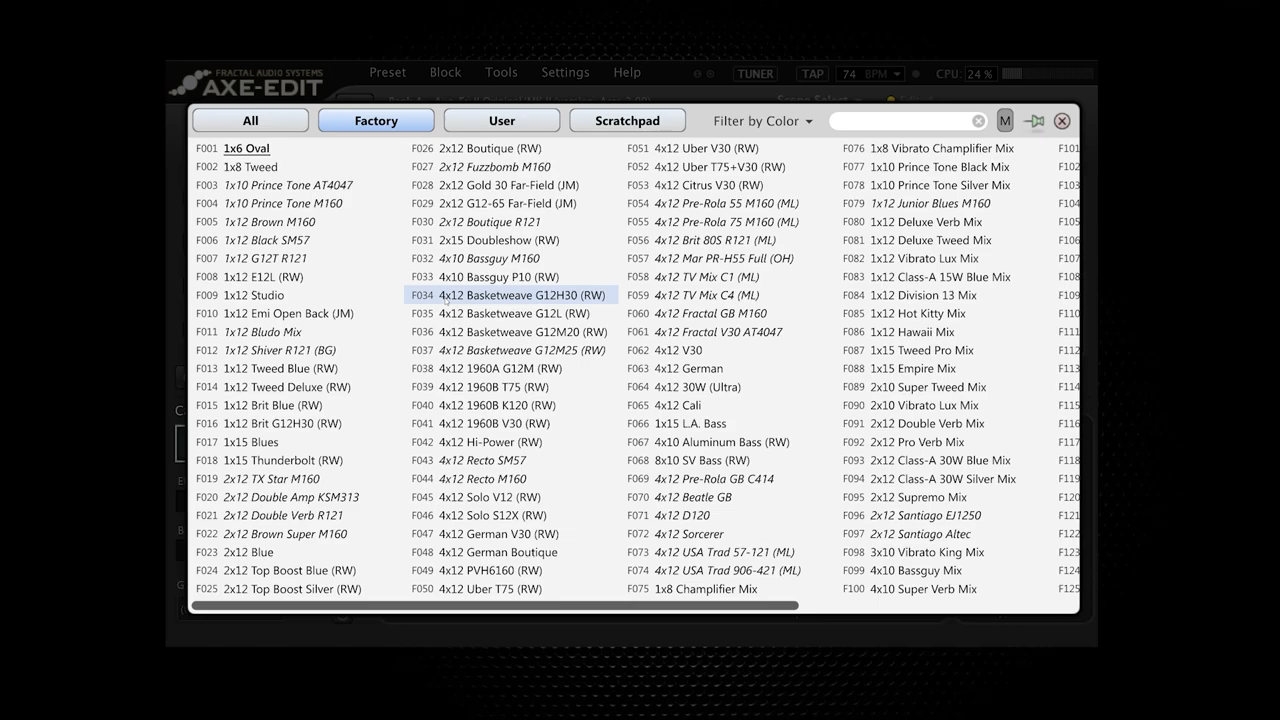 FRACTAL AUDIO SYSTEMS
AXE-EDIT
Preset Block Tools Settings Help
TUNER TAP 74 BPM CPU: 24 %
All Factory User Scratchpad Filter by Color M
F001 1x6 Oval
F002 1x8 Tweed
F003 1x10 Prince Tone AT4047
F004 1x10 Prince Tone M160
F005 1x12 Brown M160
F006 1x12 Black SM57
F007 1x12 G12T R121
F008 1x12 E12L (RW)
F009 1x12 Studio
F010 1x12 Emi Open Back (JM)
F011 1x12 Bludo Mix
F012 1x12 Shiver R121 (BG)
F013 1x12 Tweed Blue (RW)
F014 1x12 Tweed Deluxe (RW)
F015 1x12 Brit Blue (RW)
F016 1x12 Brit G12H30 (RW)
F017 1x15 Blues
F018 1x15 Thunderbolt (RW)
F019 2x12 TX Star M160
F020 2x12 Double Amp KSM313
F021 2x12 Double Verb R121
F022 2x12 Brown Super M160
F023 2x12 Blue
F024 2x12 Top Boost Blue (RW)
F025 2x12 Top Boost Silver (RW)
F026 2x12 Boutique (RW)
F027 2x12 Fuzzbomb M160
F028 2x12 Gold 30 Far-Field (JM)
F029 2x12 G12-65 Far-Field (JM)
F030 2x12 Boutique R121
F031 2x15 Doubleshow (RW)
F032 4x10 Bassguy M160
F033 4x10 Bassguy P10 (RW)
F034 4x12 Basketweave G12H30 (RW)
F035 4x12 Basketweave G12L (RW)
F036 4x12 Basketweave G12M20 (RW)
F037 4x12 Basketweave G12M25 (RW)
F038 4x12 1960A G12M (RW)
F039 4x12 1960B T75 (RW)
F040 4x12 1960B K120 (RW)
F041 4x12 1960B V30 (RW)
F042 4x12 Hi-Power (RW)
F043 4x12 Recto SM57
F044 4x12 Recto M160
F045 4x12 Solo V12 (RW)
F046 4x12 Solo S12X (RW)
F047 4x12 German V30 (RW)
F048 4x12 German Boutique
F049 4x12 PVH6160 (RW)
F050 4x12 Uber T75 (RW)
F051 4x12 Uber V30 (RW)
F052 4x12 Uber T75+V30 (RW)
F053 4x12 Citrus V30 (RW)
F054 4x12 Pre-Rola 55 M160 (ML)
F055 4x12 Pre-Rola 75 M160 (ML)
F056 4x12 Brit 80S R121 (ML)
F057 4x12 Mar PR-H55 Full (OH)
F058 4x12 TV Mix C1 (ML)
F059 4x12 TV Mix C4 (ML)
F060 4x12 Fractal GB M160
F061 4x12 Fractal V30 AT4047
F062 4x12 V30
F063 4x12 German
F064 4x12 30W (Ultra)
F065 4x12 Cali
F066 1x15 L.A. Bass
F067 4x10 Aluminum Bass (RW)
F068 8x10 SV Bass (RW)
F069 4x12 Pre-Rola GB C414
F070 4x12 Beatle GB
F071 4x12 D120
F072 4x12 Sorcerer
F073 4x12 USA Trad 57-121 (ML)
F074 4x12 USA Trad 906-421 (ML)
F075 1x8 Champlifier Mix
F076 1x8 Vibrato Champlifier Mix
F077 1x10 Prince Tone Black Mix
F078 1x10 Prince Tone Silver Mix
F079 1x12 Junior Blues M160
F080 1x12 Deluxe Verb Mix
F081 1x12 Deluxe Tweed Mix
F082 1x12 Vibrato Lux Mix
F083 1x12 Class-A 15W Blue Mix
F084 1x12 Division 13 Mix
F085 1x12 Hot Kitty Mix
F086 1x12 Hawaii Mix
F087 1x15 Tweed Pro Mix
F088 1x15 Empire Mix
F089 2x10 Super Tweed Mix
F090 2x10 Vibrato Lux Mix
F091 2x12 Double Verb Mix
F092 2x12 Pro Verb Mix
F093 2x12 Class-A 30W Blue Mix
F094 2x12 Class-A 30W Silver Mix
F095 2x12 Supremo Mix
F096 2x12 Santiago EJ1250
F097 2x12 Santiago Altec
F098 3x10 Vibrato King Mix
F099 4x10 Bassguy Mix
F100 4x10 Super Verb Mix
F101
F102
F103
F104
F105
F106
F107
F108
F109
F110
F111
F112
F113
F114
F115
F116
F117
F118
F119
F120
F121
F122
F123
F124
F125